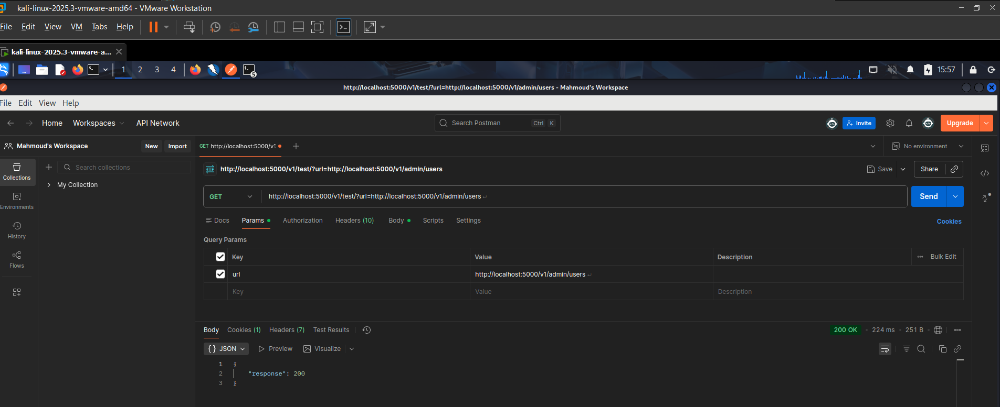 kali-linux-2025.3-vmware-amd64 - VMware Workstation
File Edit View VM Tabs Help
kali-linux-2025.3-vmware-a...
1 2 3 4 5 15:57
http://localhost:5000/v1/test/?url=http://localhost:5000/v1/admin/users - Mahmoud's Workspace
File Edit View Help
Home Workspaces API Network Search Postman Ctrl K Invite Upgrade
Mahmoud's Workspace New Import GET http://localhost:5000/v1 No environment
Collections Search collections HTTP http://localhost:5000/v1/test/?url=http://localhost:5000/v1/admin/users Save Share
My Collection
Environments GET http://localhost:5000/v1/test/?url=http://localhost:5000/v1/admin/users Send
History Docs Params Authorization Headers (10) Body Scripts Settings Cookies
Query Params
Key Value Description Bulk Edit
Flows url http://localhost:5000/v1/admin/users
Key Value Description
Body Cookies (1) Headers (7) Test Results 200 OK 224 ms 251 B
{} JSON Preview Visualize
1 {
2 "response": 200
3 }